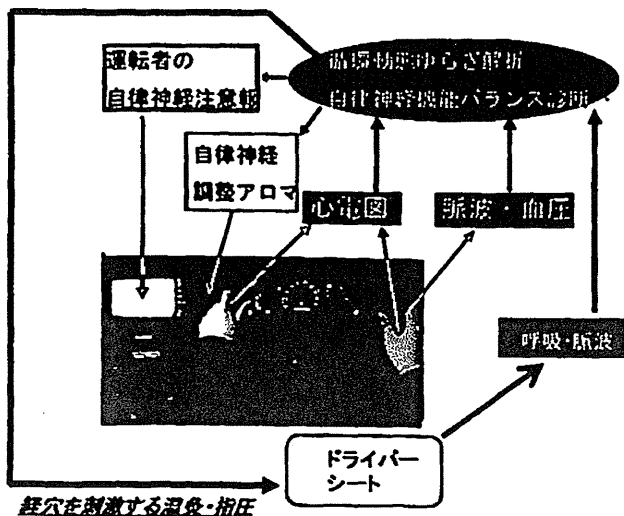 運転者の
自律神経注意報
循環動的ゆらぎ解析
自律神経機能バランス診断
自律神経
調整アロマ
心電図
脈波・血圧
呼吸・脈波
ドライバー
シート
経穴を刺激する温灸・指圧